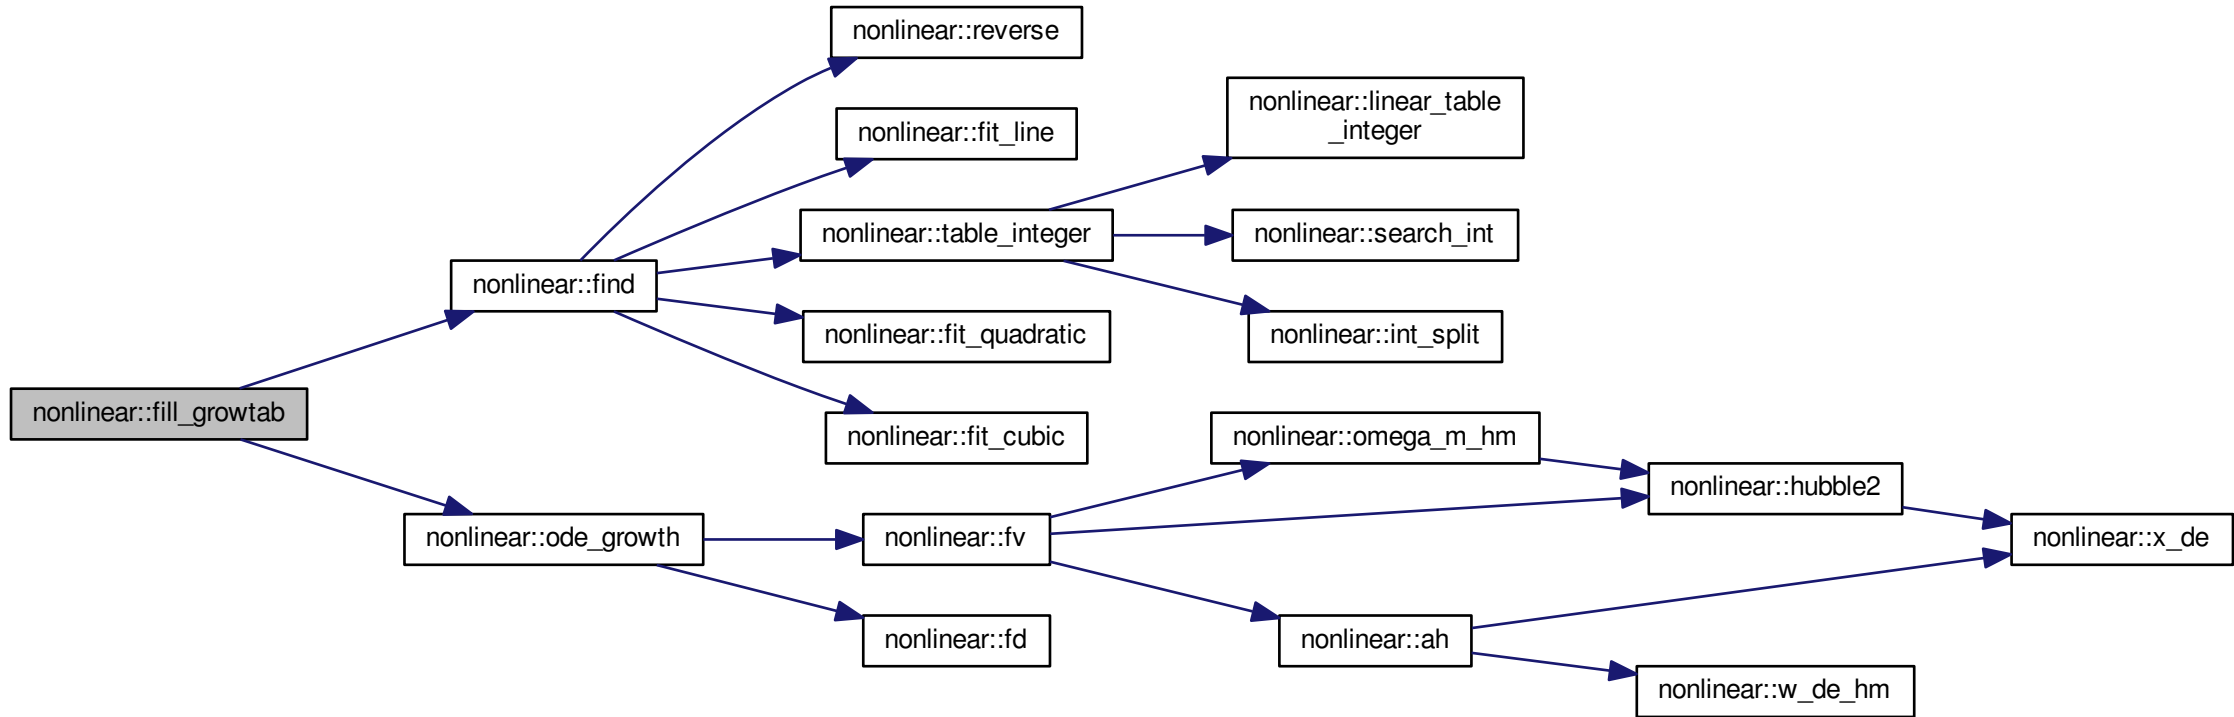 nonlinear::reverse
nonlinear::linear_table
_integer
nonlinear::fit_line
nonlinear::table_integer
nonlinear::search_int
nonlinear::find
nonlinear::fit_quadratic
nonlinear::int_split
nonlinear::fill_growtab
nonlinear::fit_cubic
nonlinear::omega_m_hm
nonlinear::hubble2
nonlinear::ode_growth
nonlinear::fv
nonlinear::x_de
nonlinear::fd
nonlinear::ah
nonlinear::w_de_hm